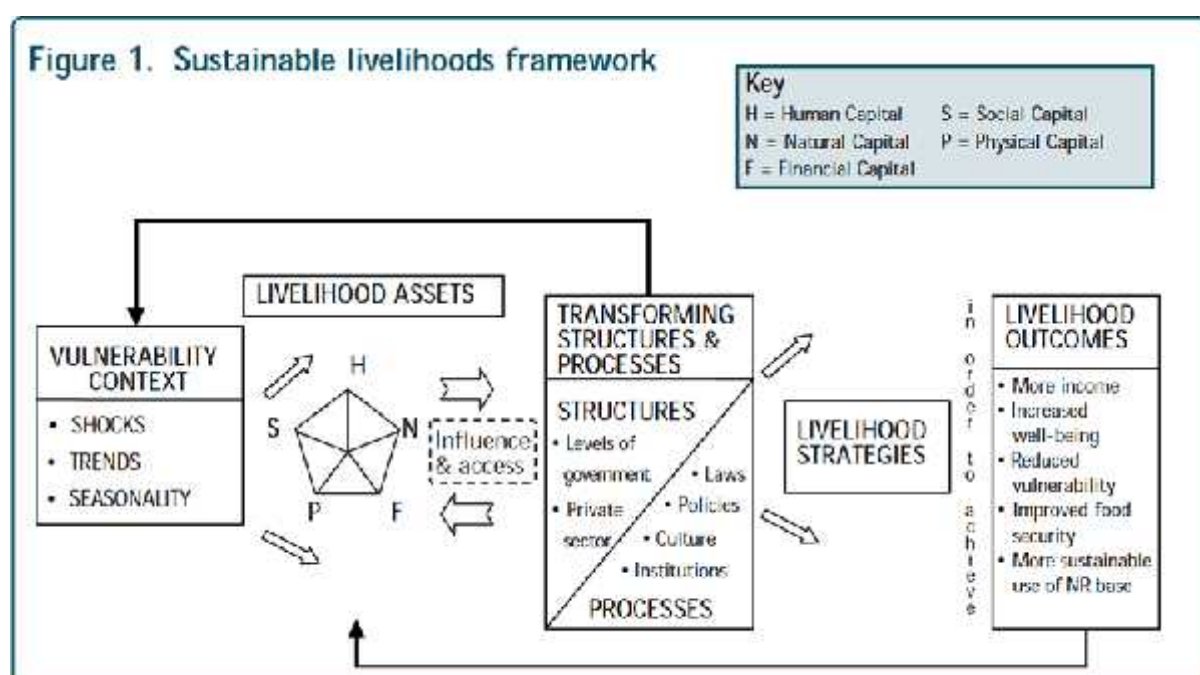 Figure 1. Sustainable livelihoods framework
Key
H = Human Capital S = Social Capital
N = Natural Capital P = Physical Capital
F = Financial Capital
LIVELIHOOD ASSETS
VULNERABILITY
CONTEXT
• SHOCKS
• TRENDS
• SEASONALITY
H
S
N
P
F
Influence
& access
TRANSFORMING
STRUCTURES &
PROCESSES
STRUCTURES
• Levels of
government
• Private
sector
• Laws
• Policies
• Culture
• Institutions
PROCESSES
LIVELIHOOD
STRATEGIES
in order to achieve
LIVELIHOOD
OUTCOMES
• More income
• Increased
well-being
• Reduced
vulnerability
• Improved food
security
• More sustainable
use of NR base